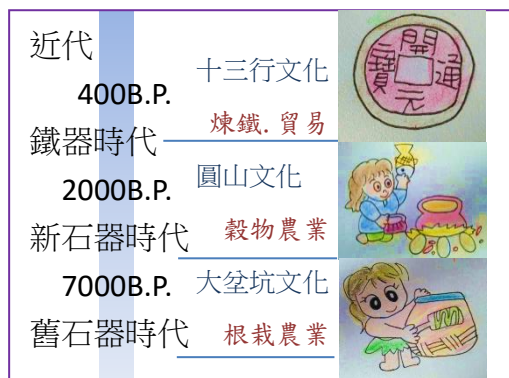 近代
400B.P.
鐵器時代
2000B.P.
新石器時代
7000B.P.
舊石器時代
十三行文化
煉鐵.貿易
圓山文化
穀物農業
大坌坑文化
根栽農業
開
通
元
寶